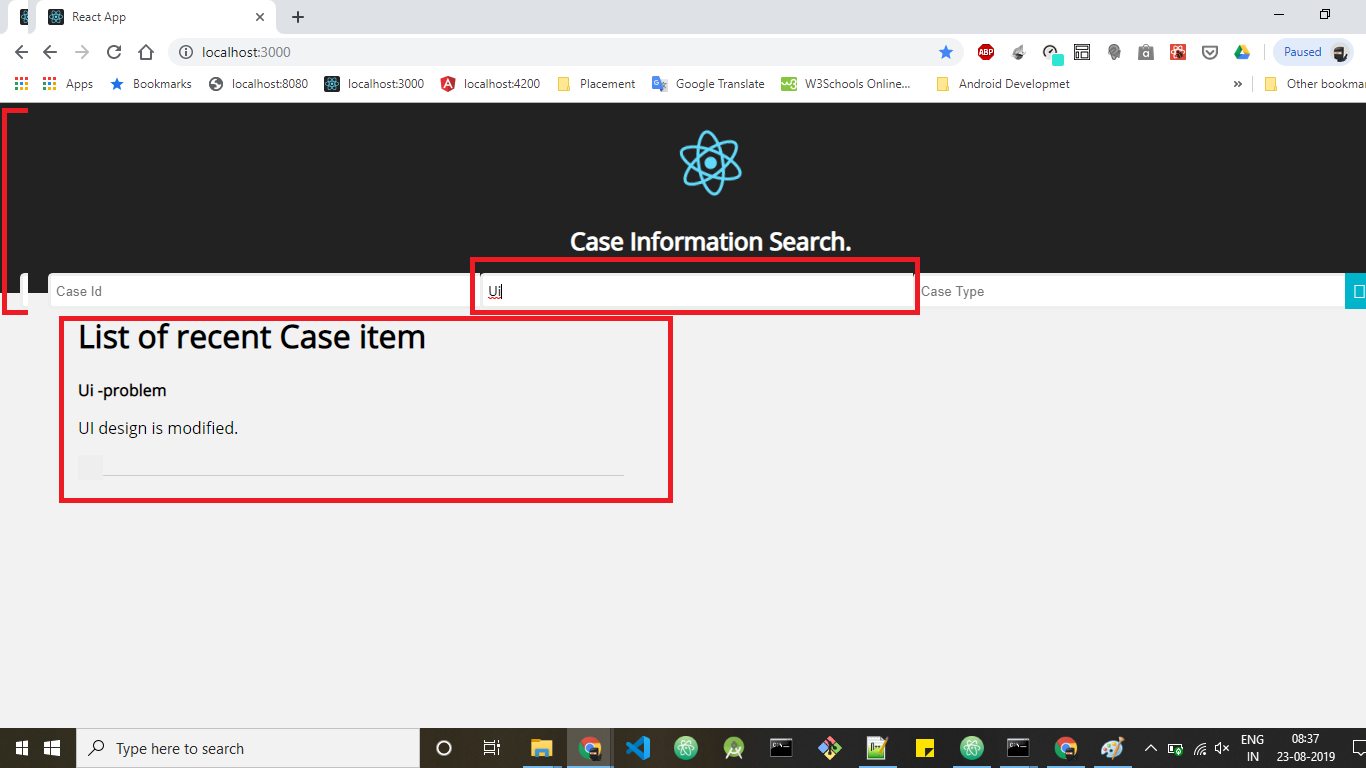 React App
localhost:3000
ABP
Paused
Apps Bookmarks localhost:8080 localhost:3000 localhost:4200 Placement Google Translate W3Schools Online... Android Developmet » Other bookmar
Case Information Search.
Case Id Ui Case Type
List of recent Case item
Ui -problem
UI design is modified.
Type here to search
ENG 08:37
IN 23-08-2019